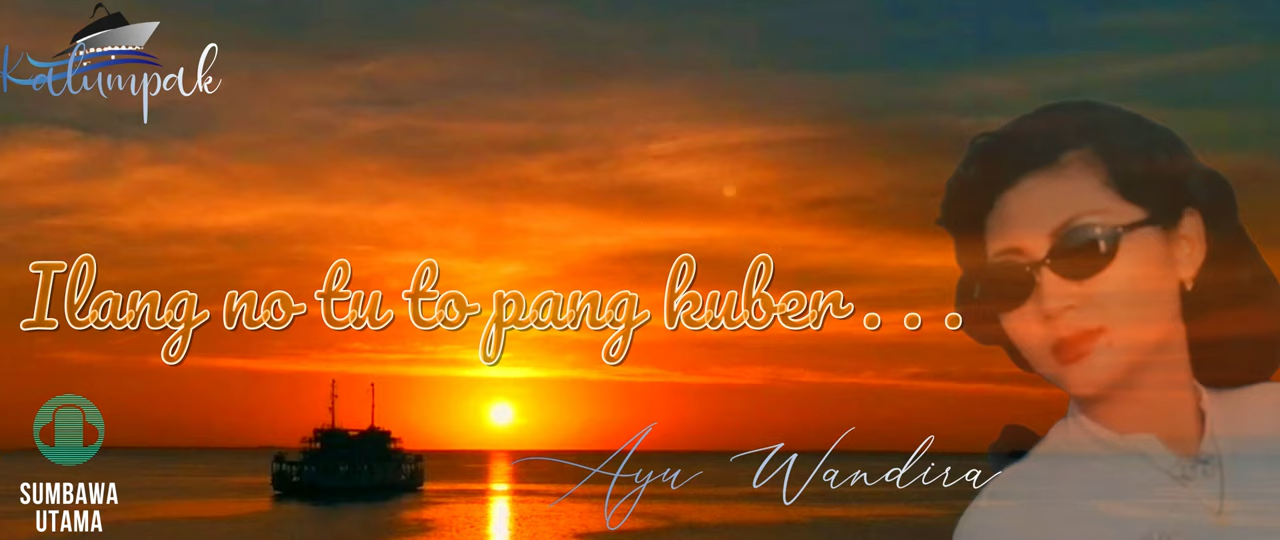 Kalumpak
Ilang no tu to pang kuber...
Ayu Wandira
SUMBAWA
UTAMA